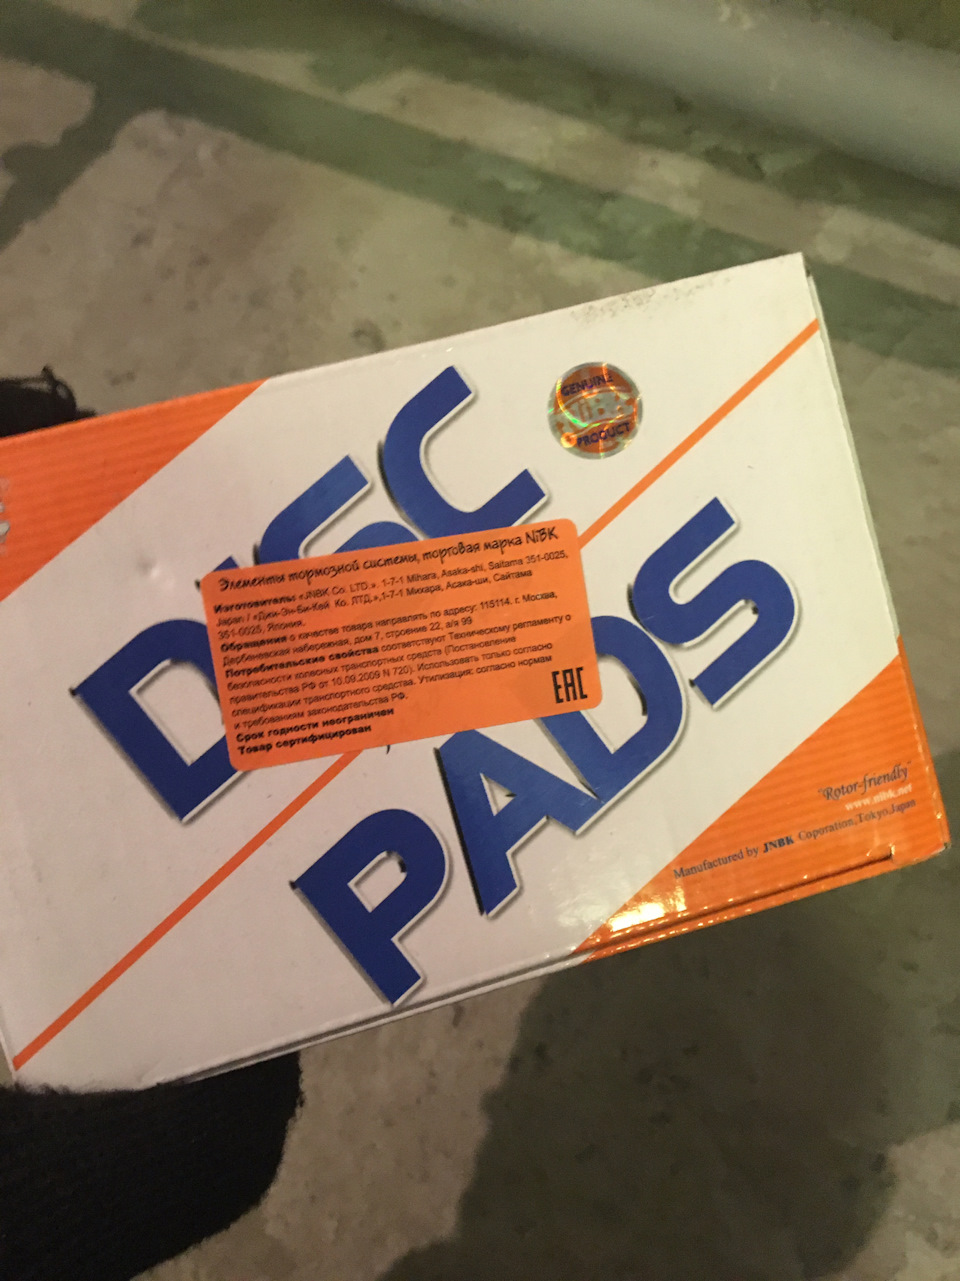 DISC
PADS
GENUINE
PRODUCT
Элементы тормозной системы, торговая марка NiBK
Изготовитель: «JNBK Co. LTD.». 1-7-1 Mihara, Asaka-shi, Saitama 351-0025,
Japan / «Джи-Эн-Би-Кей Ко. ЛТД.»,1-7-1 Михара, Асака-ши, Сайтама
351-0025, Япония.
Обращения о качестве товара направлять по адресу: 115114, г. Москва,
Дербеневская набережная, дом 7, строение 22, а/я 99
Потребительские свойства соответствуют Техническому регламенту о
безопасности колесных транспортных средств (Постановление
правительства РФ от 10.09.2009 N 720). Использовать только согласно
спецификации транспортного средства. Утилизация: согласно нормам
и требованиям законодательства РФ.
Срок годности неограничен
Товар сертифицирован
EAC
"Rotor-friendly"
www.nibk.net
Manufactured by JNBK Coporation,Tokyo,Japan